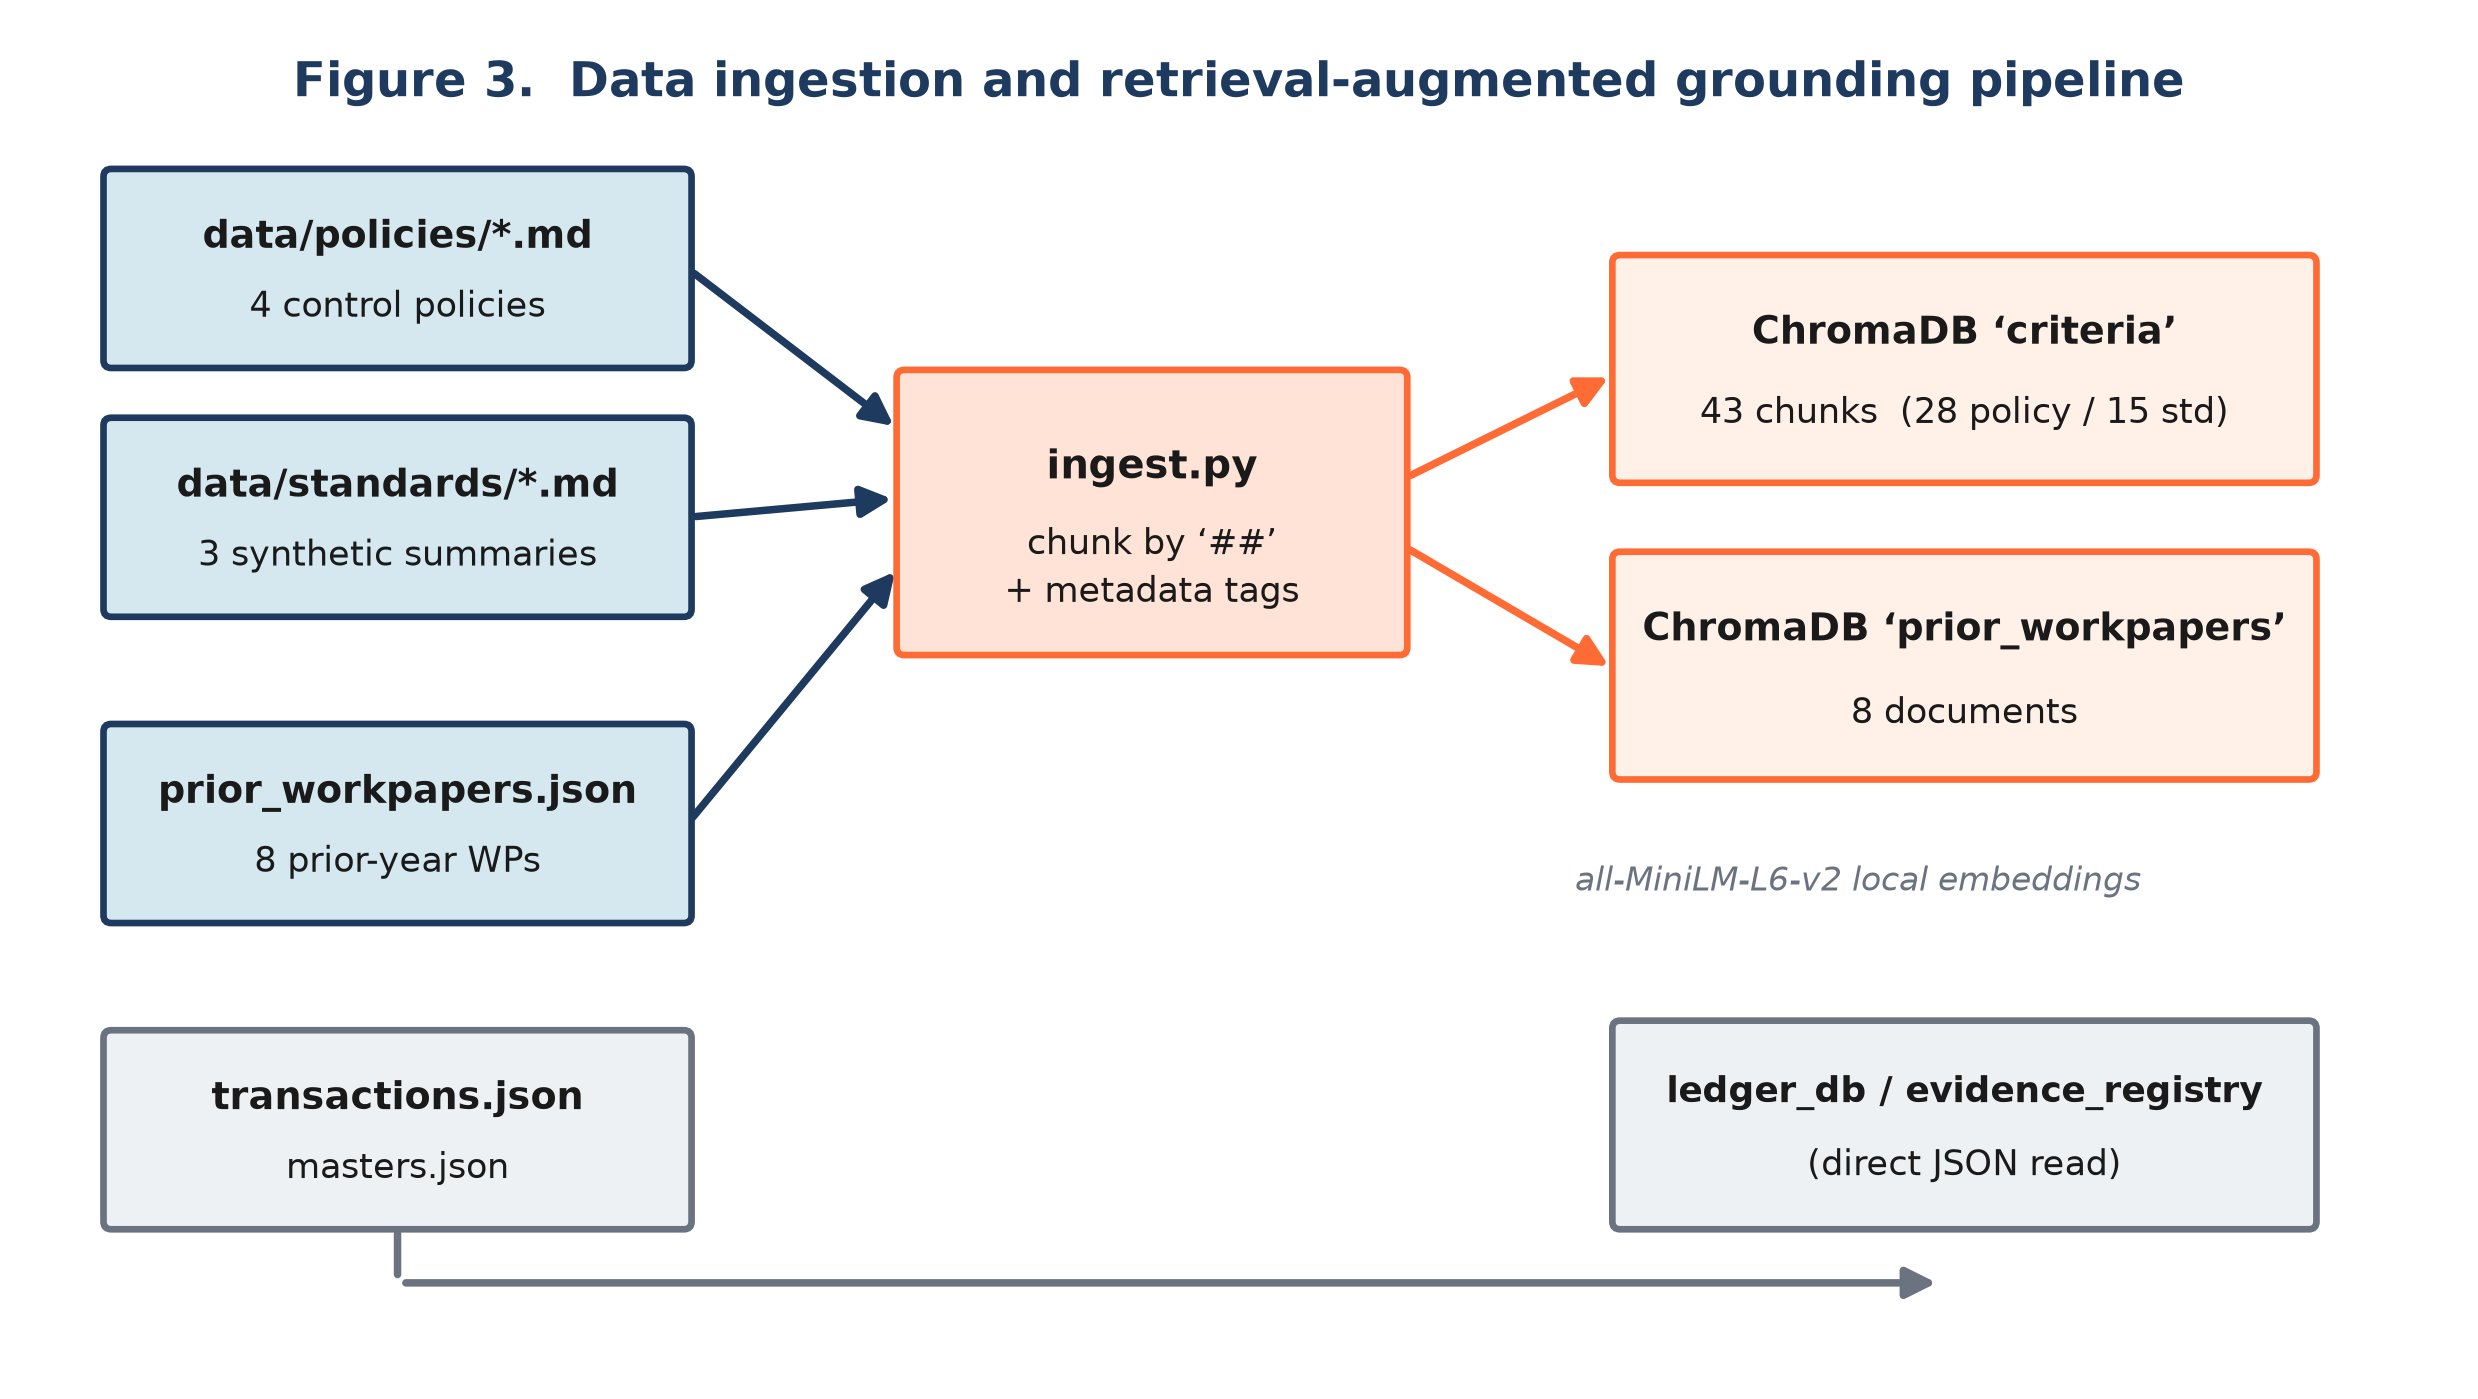 Figure 3.  Data ingestion and retrieval-augmented grounding pipeline
data/policies/*.md
4 control policies
data/standards/*.md
3 synthetic summaries
prior_workpapers.json
8 prior-year WPs
transactions.json
masters.json
ingest.py
chunk by ‘##’
+ metadata tags
ChromaDB ‘criteria’
43 chunks  (28 policy / 15 std)
ChromaDB ‘prior_workpapers’
8 documents
all-MiniLM-L6-v2 local embeddings
ledger_db / evidence_registry
(direct JSON read)